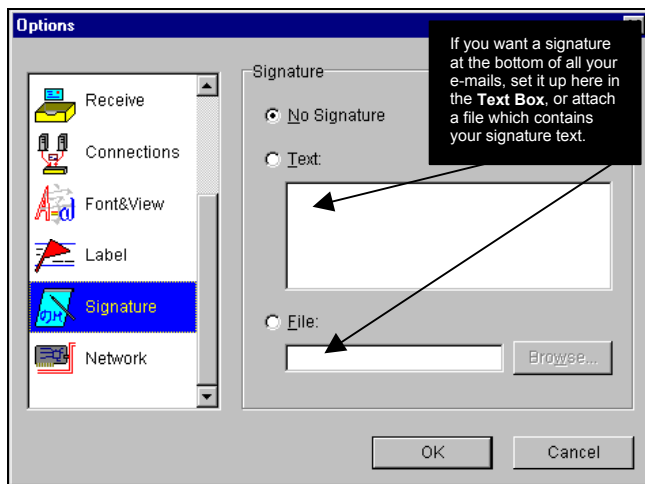 Options
If you want a signature
at the bottom of all your
e-mails, set it up here in
the Text Box, or attach
a file which contains
your signature text.
Receive
Connections
Font&View
Label
Signature
Network
Signature
No Signature
Text:
File:
Browse...
OK
Cancel